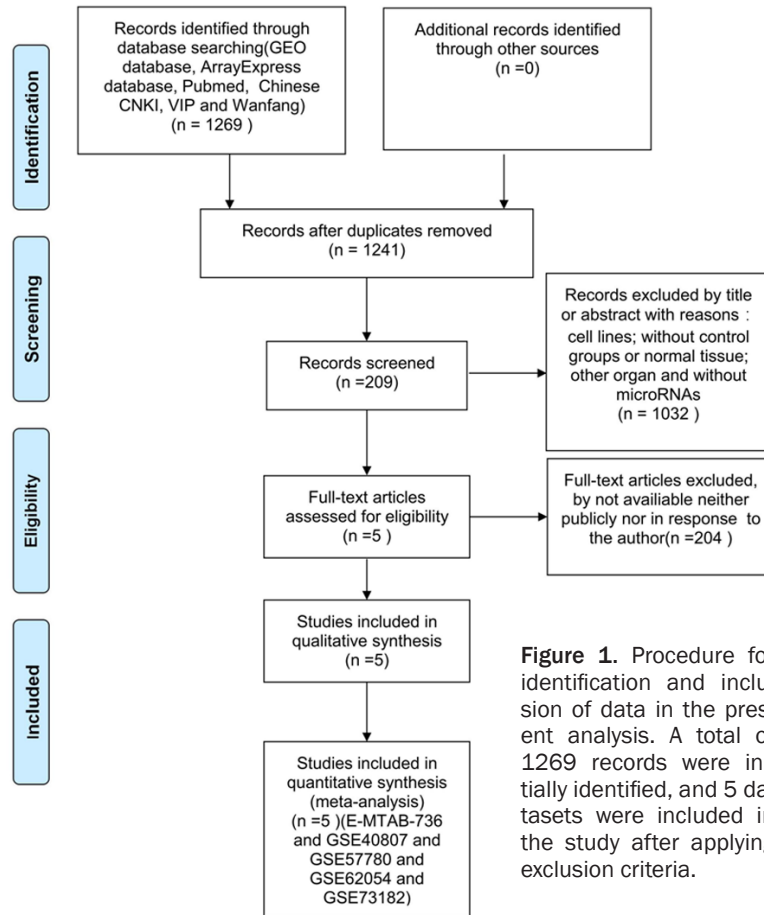 Identification
Records identified through
database searching(GEO
database, ArrayExpress
database, Pubmed, Chinese
CNKI, VIP and Wanfang)
(n = 1269 )
Additional records identified
through other sources
(n =0)
Records after duplicates removed
(n = 1241)
Screening
Records screened
(n =209)
Records excluded by title
or abstract with reasons：
cell lines; without control
groups or normal tissue;
other organ and without
microRNAs
(n = 1032 )
Eligibility
Full-text articles
assessed for eligibility
(n =5 )
Full-text articles excluded,
by not availiable neither
publicly nor in response to
the author(n =204 )
Included
Studies included in
qualitative synthesis
(n =5)
Studies included in
quantitative synthesis
(meta-analysis)
(n =5 )(E-MTAB-736
and GSE40807 and
GSE57780 and
GSE62054 and
GSE73182)
Figure 1. Procedure fo
identification and inclu
sion of data in the pres
ent analysis. A total o
1269 records were in
tially identified, and 5 da
tasets were included i
the study after applying
exclusion criteria.